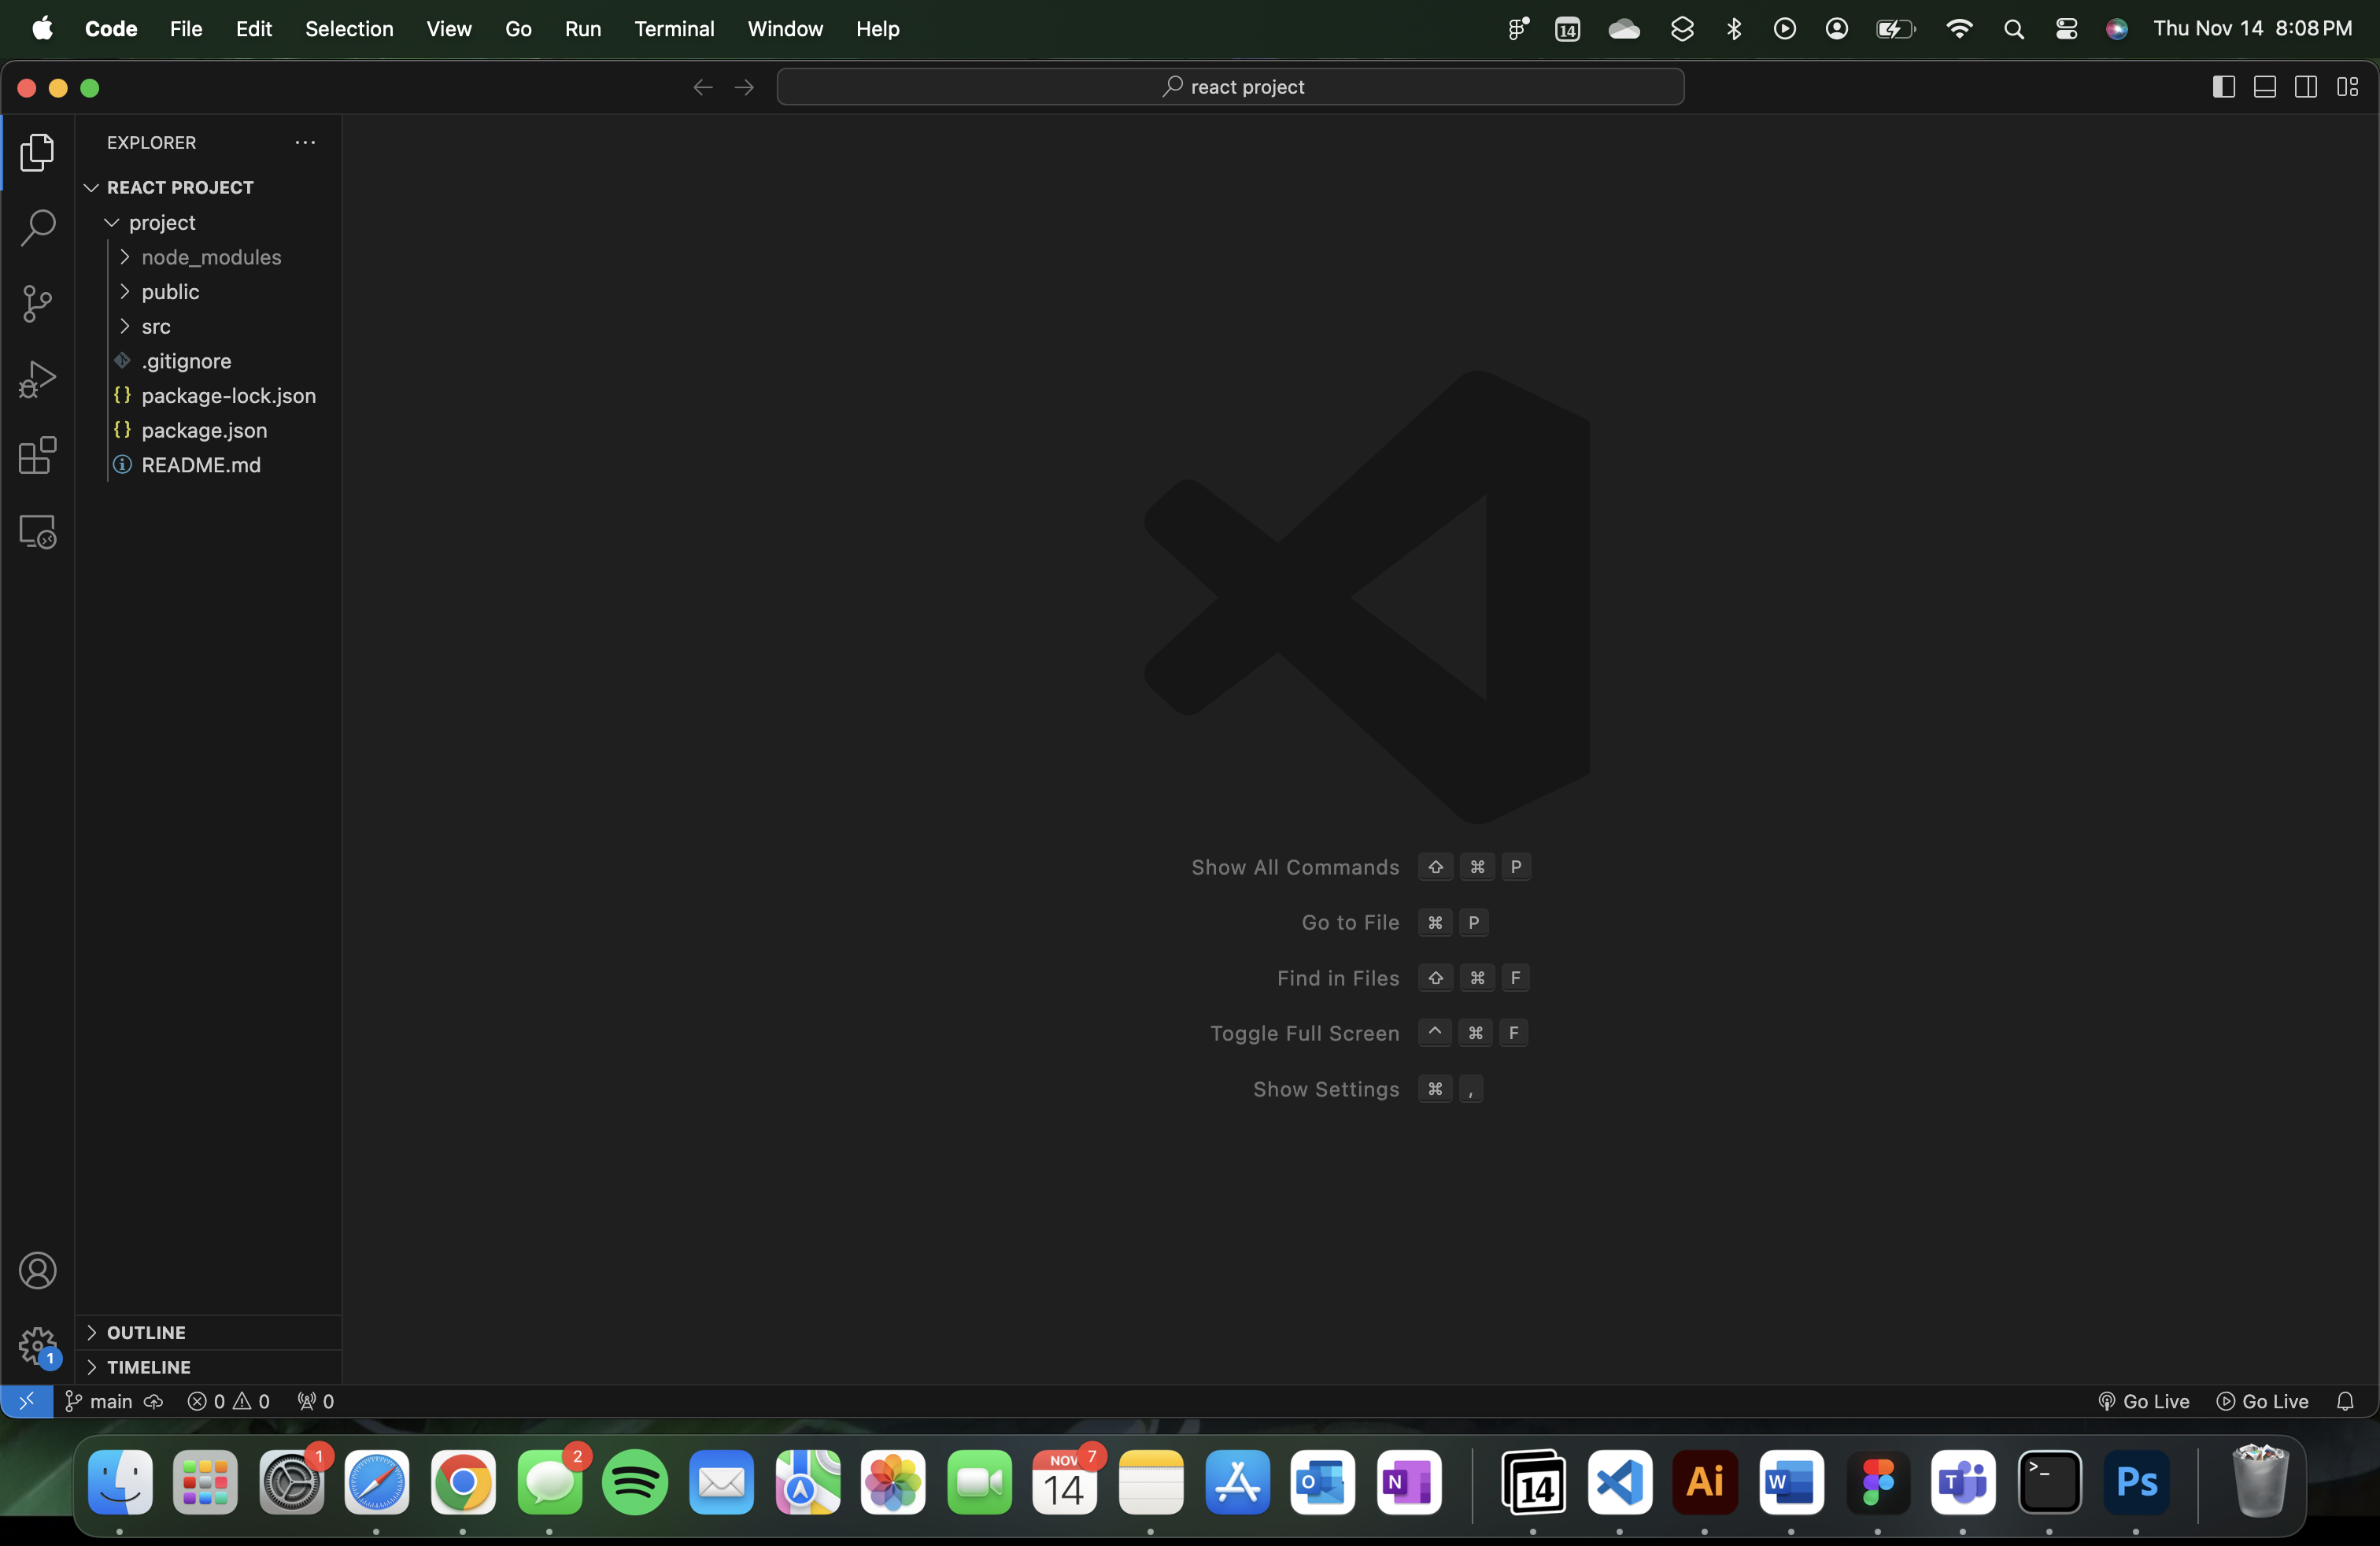 Code File Edit Selection View Go Run Terminal Window Help 14 Thu Nov 14 8:08 PM
react project
EXPLORER ···
REACT PROJECT
project
node_modules
public
src
.gitignore
{} package-lock.json
{} package.json
README.md
Show All Commands ⇧ ⌘ P
Go to File ⌘ P
Find in Files ⇧ ⌘ F
Toggle Full Screen ^ ⌘ F
Show Settings ⌘ ,
OUTLINE
1
TIMELINE
main 0 0 0 Go Live Go Live
1 2 NOV 7 14 O N 14 Ai W T >_ Ps